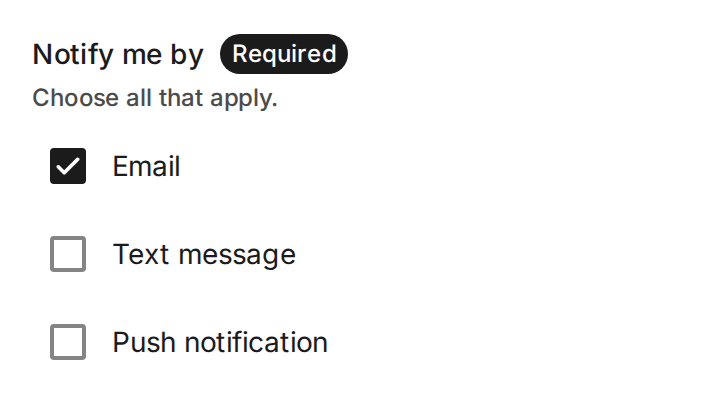 Notify me by Required
Choose all that apply.
Email
Text message
Push notification